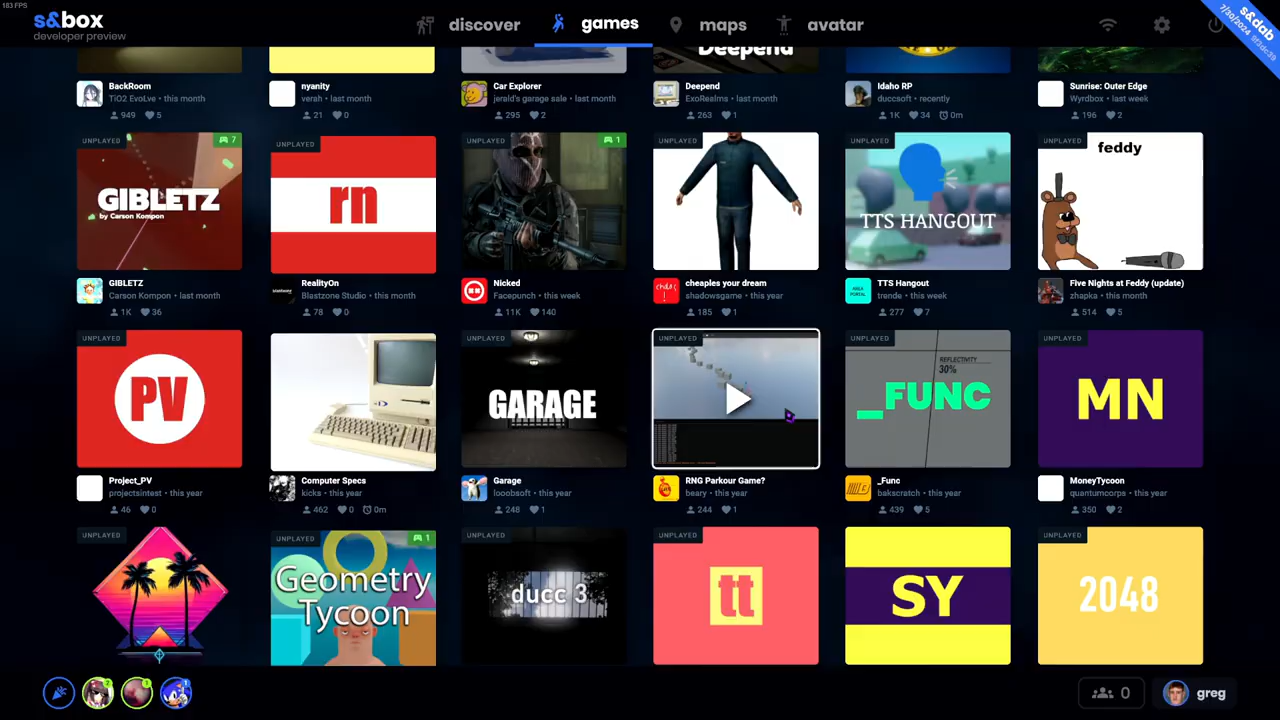 183 FPS
s&box
developer preview
discover
games
maps
avatar
s&dab
7/30/2024
Deepend
BackRoom
TiO2 EvoLve • this month
949 5
nyanity
verah • last month
21 0
Car Explorer
jereld's garage sale • last month
295 2
Deepend
ExoRealms • last month
263 1
Idaho RP
duccsoft • recently
1K 34 0m
Sunrise: Outer Edge
Wyrdbox • last week
196 2
UNPLAYED
7
GIBLETZ
by Carson Kompon
UNPLAYED
rn
UNPLAYED
1
UNPLAYED
UNPLAYED
TTS HANGOUT
UNPLAYED
feddy
GIBLETZ
Carson Kompon • last month
1K 36
RealityOn
Blastzone Studio • this month
78 0
Nicked
Facepunch • this week
11K 140
cheaples your dream
shadowsgame • this year
185 1
TTS Hangout
trende • this week
277 7
Five Nights at Feddy (update)
zhapka • this month
514 5
UNPLAYED
PV
UNPLAYED
GARAGE
UNPLAYED
UNPLAYED
REFLECTIVITY
30%
_FUNC
UNPLAYED
MN
Project_PV
projectsintest • this year
46 0
Computer Specs
kicks • this year
462 0 0m
Garage
looobsoft • this year
248 1
RNG Parkour Game?
beary • this year
244 1
_Func
bakscratch • this year
439 5
MoneyTycoon
quantumcorps • this year
350 2
UNPLAYED
UNPLAYED
1
Geometry
Tycoon
UNPLAYED
ducc 3
UNPLAYED
tt
UNPLAYED
SY
UNPLAYED
2048
0
greg